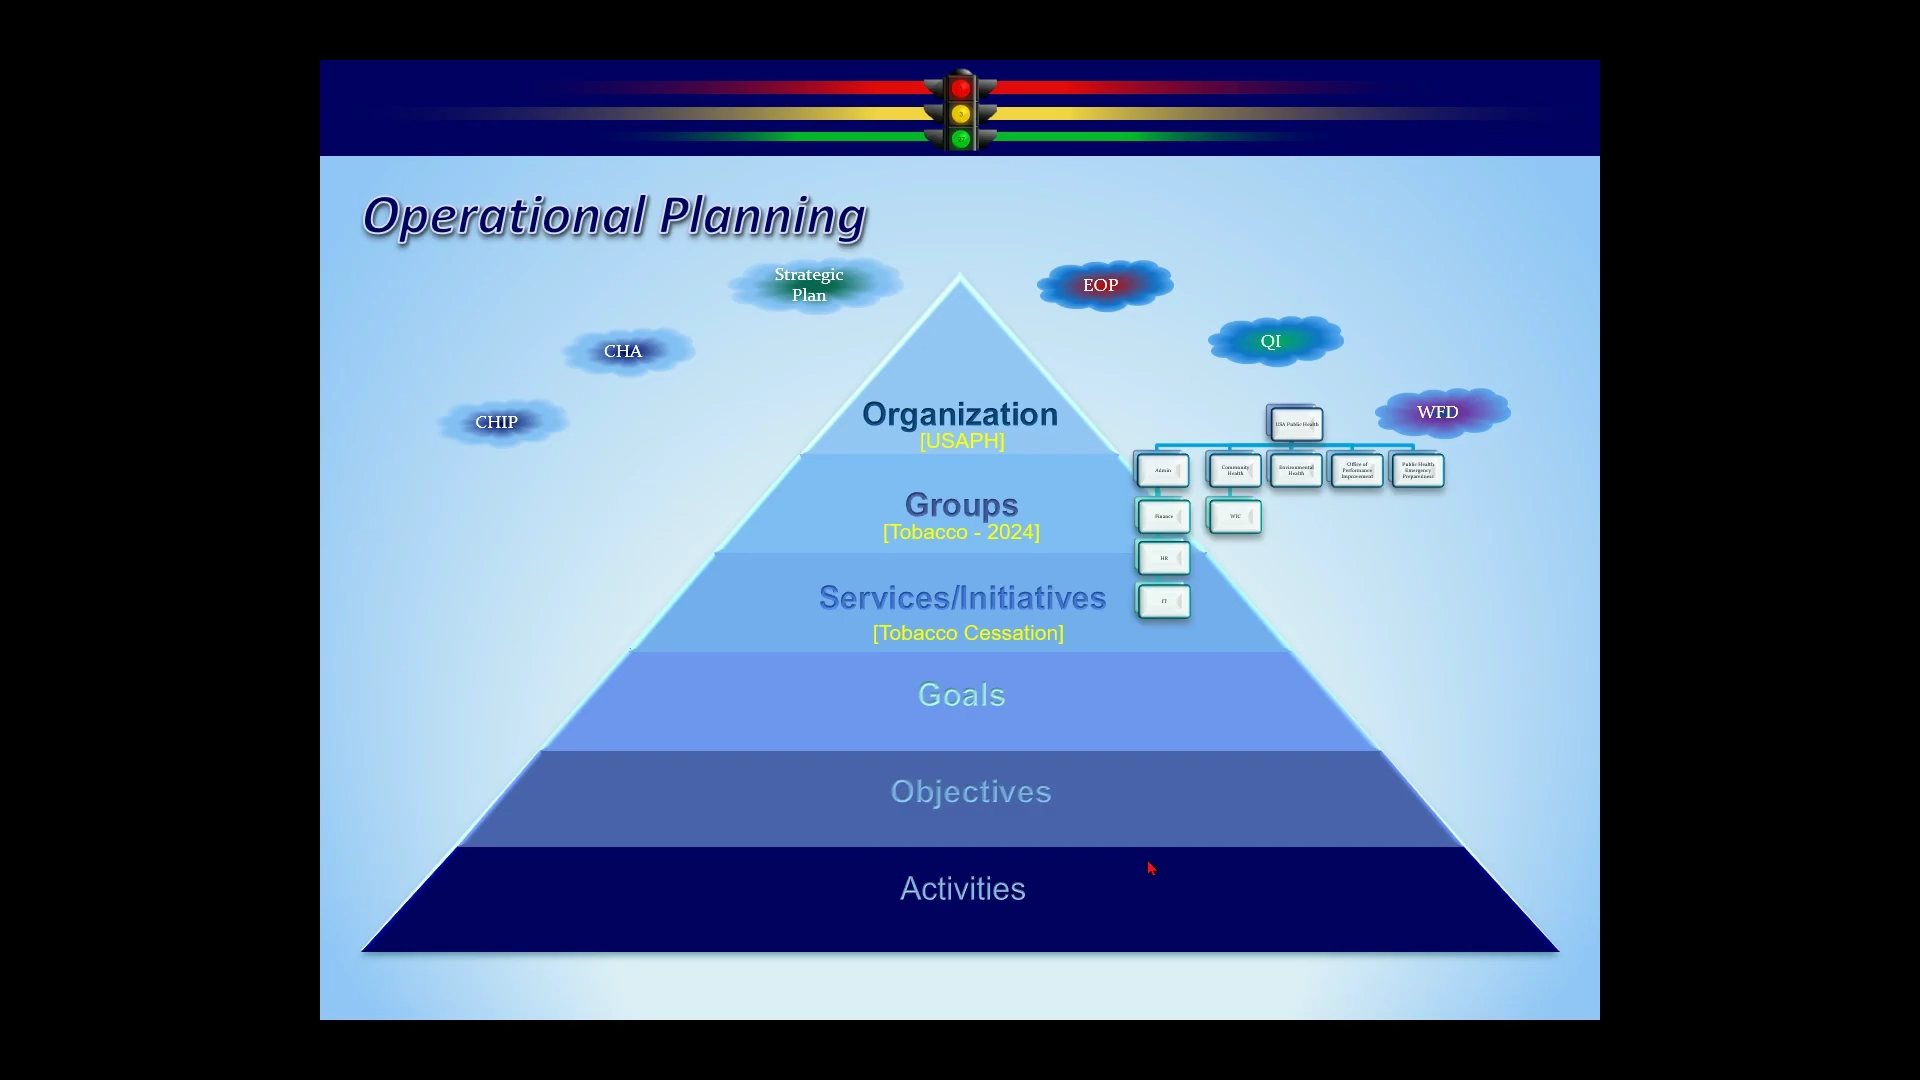 Operational Planning
Strategic
Plan
EOP
CHA
QI
CHIP
WFD
Organization
[USAPH]
USA Public Health
Admin
Community
Health
Environmental
Health
Office of
Performance
Improvement
Public Health
Emergency
Preparedness
Groups
[Tobacco - 2024]
Finance
WIC
HR
Services/Initiatives
[Tobacco Cessation]
IT
Goals
Objectives
Activities